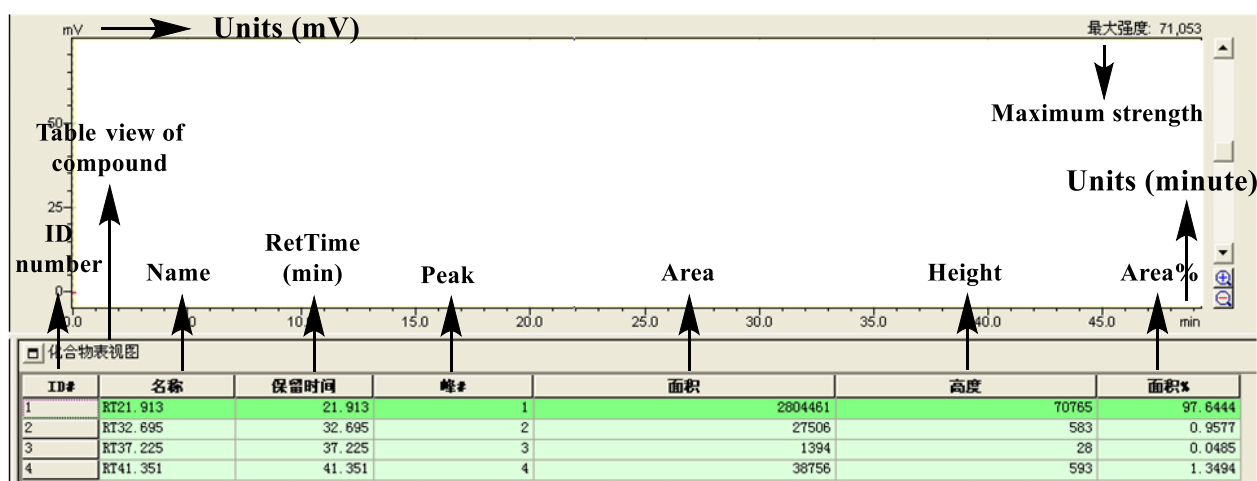 mV Units (mV) 最大强度: 71,053
Maximum strength
50
Table view of
compound
Units (minute)
25
ID
number
Name
RetTime
(min)
Peak
Area
Height
Area%
0
0.0 10.0 15.0 20.0 25.0 30.0 35.0 40.0 45.0 min
化合物表视图
ID# 名称 保留时间 峰# 面积 高度 面积%
1 RT21.913 21.913 1 2804461 70765 97.6444
2 RT32.695 32.695 2 27506 583 0.9577
3 RT37.225 37.225 3 1394 28 0.0485
4 RT41.351 41.351 4 38756 593 1.3494